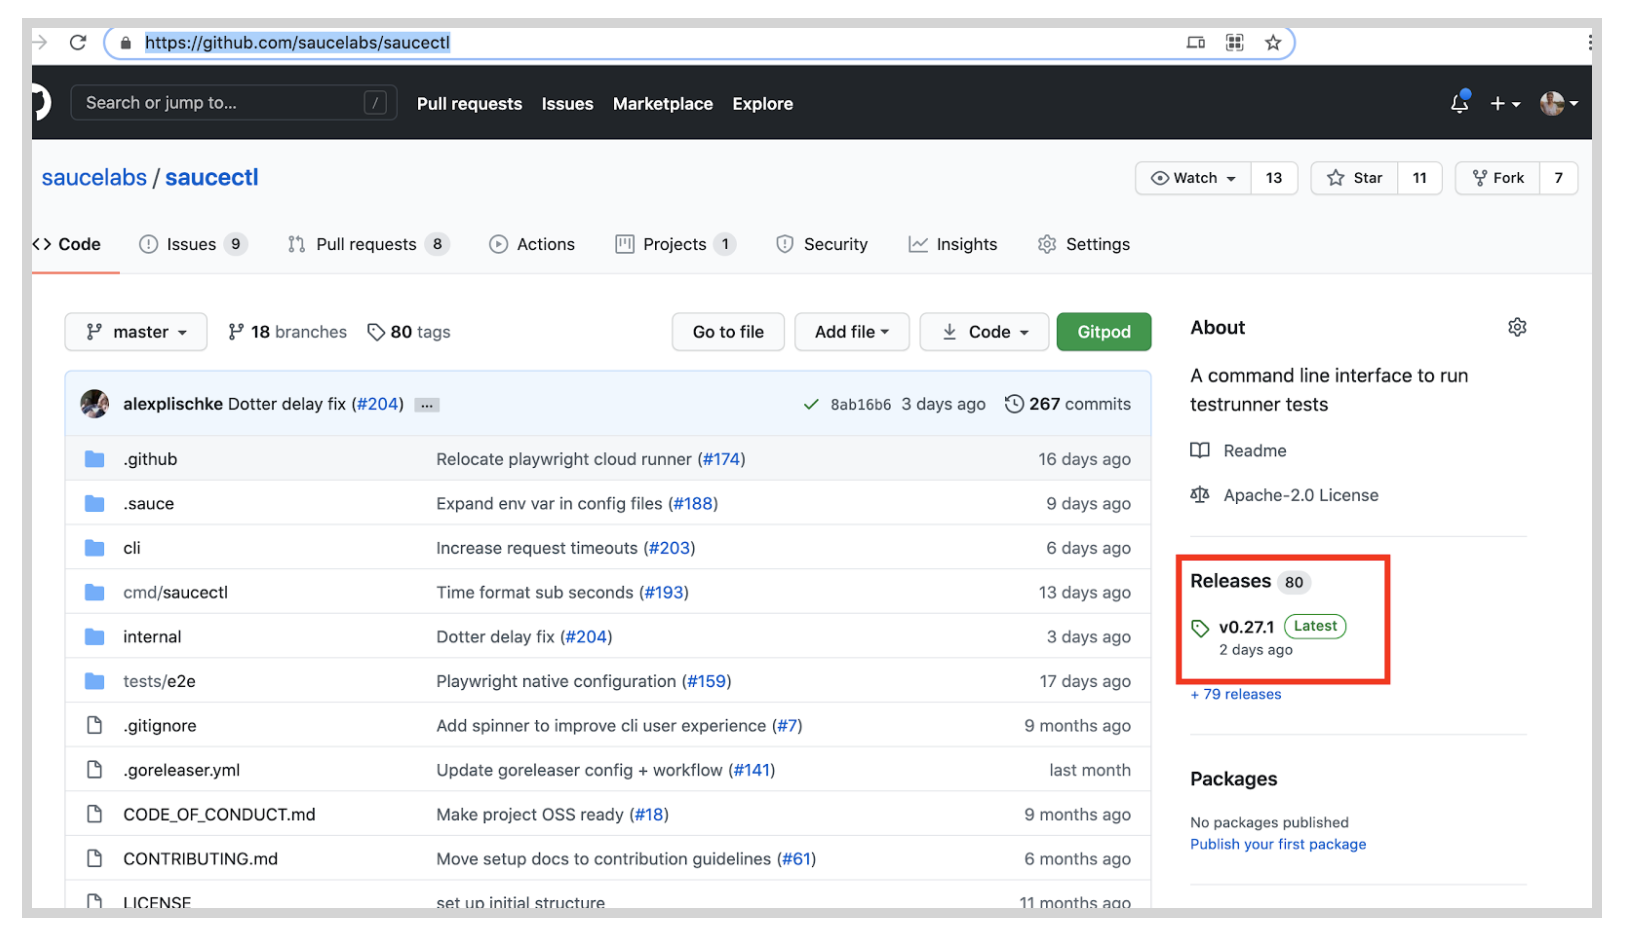 https://github.com/saucelabs/saucectl
Search or jump to... / Pull requests Issues Marketplace Explore
saucelabs / saucectl Watch 13 Star 11 Fork 7
Code Issues 9 Pull requests 8 Actions Projects 1 Security Insights Settings
master 18 branches 80 tags Go to file Add file Code Gitpod
alexplischke Dotter delay fix (#204) ... 8ab16b6 3 days ago 267 commits
.github Relocate playwright cloud runner (#174) 16 days ago
.sauce Expand env var in config files (#188) 9 days ago
cli Increase request timeouts (#203) 6 days ago
cmd/saucectl Time format sub seconds (#193) 13 days ago
internal Dotter delay fix (#204) 3 days ago
tests/e2e Playwright native configuration (#159) 17 days ago
.gitignore Add spinner to improve cli user experience (#7) 9 months ago
.goreleaser.yml Update goreleaser config + workflow (#141) last month
CODE_OF_CONDUCT.md Make project OSS ready (#18) 9 months ago
CONTRIBUTING.md Move setup docs to contribution guidelines (#61) 6 months ago
LICENSE set up initial structure 11 months ago
About
A command line interface to run
testrunner tests
Readme
Apache-2.0 License
Releases 80
v0.27.1 Latest
2 days ago
+ 79 releases
Packages
No packages published
Publish your first package